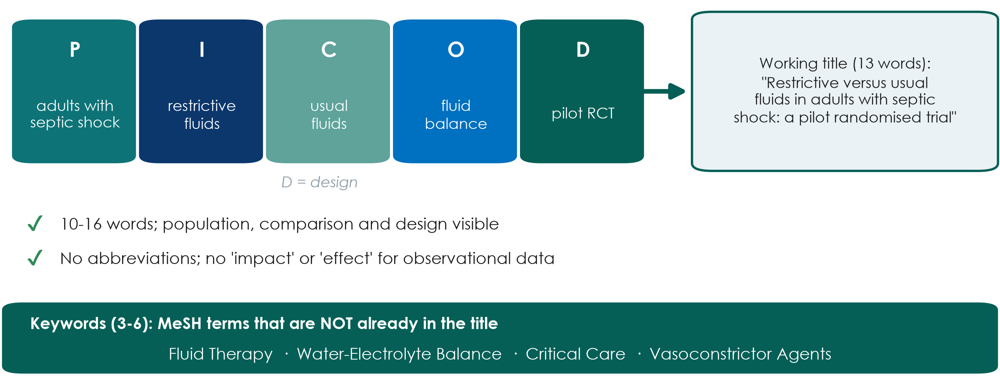 P
adults with
septic shock
I
restrictive
fluids
C
usual
fluids
O
fluid
balance
D
pilot RCT
Working title (13 words):
"Restrictive versus usual
fluids in adults with septic
shock: a pilot randomised trial"
D = design
✓ 10-16 words; population, comparison and design visible
✓ No abbreviations; no 'impact' or 'effect' for observational data
Keywords (3-6): MeSH terms that are NOT already in the title
Fluid Therapy · Water-Electrolyte Balance · Critical Care · Vasoconstrictor Agents